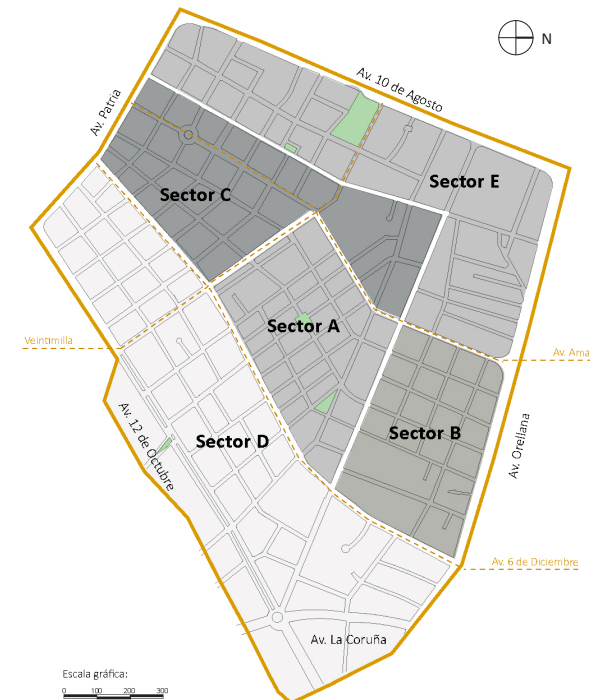 N
Av. 10 de Agosto
Av. Patria
Sector E
Sector C
Sector A
Veintimilla
Av. Ama
Av. 12 de Octubre
Sector D
Sector B
Av. Orellana
Av. 6 de Diciembre
Av. La Coruña
Escala gráfica:
0 100 200 300